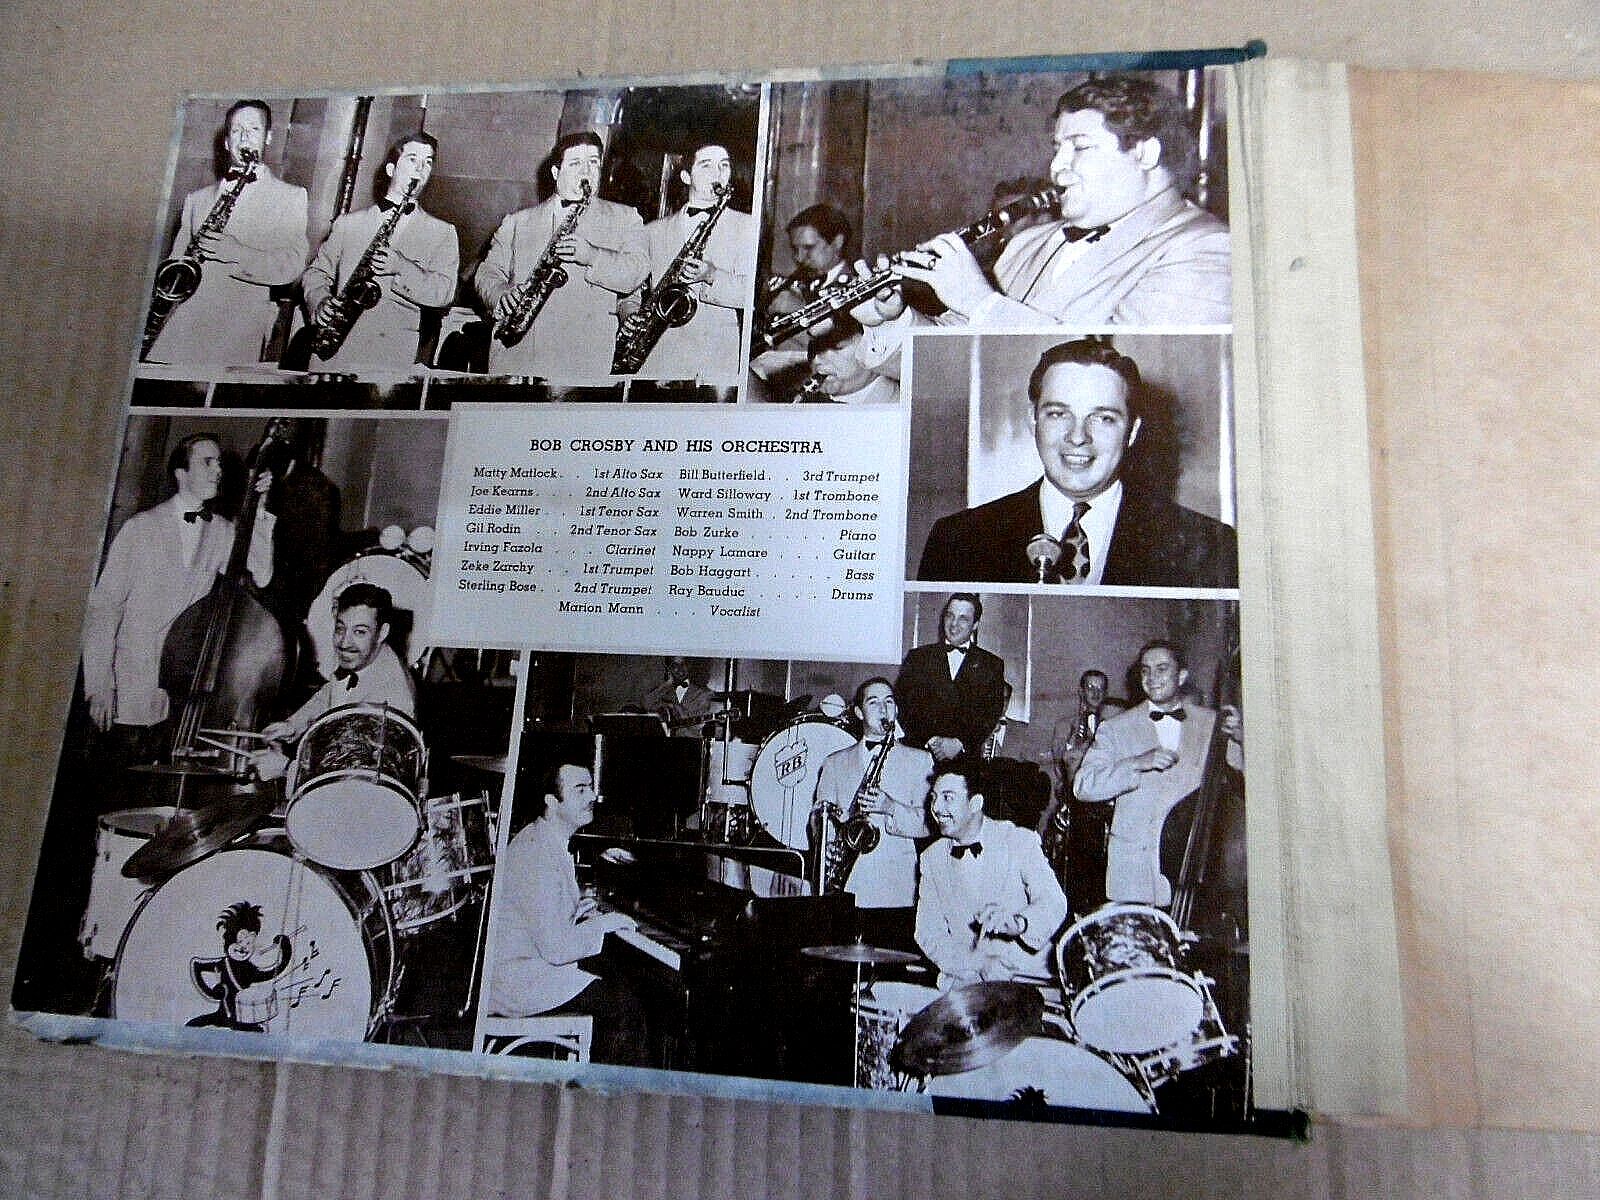 BOB CROSBY AND HIS ORCHESTRA
Matty Matlock . . 1st Alto Sax Bill Butterfield . . 3rd Trumpet
Joe Kearns . . . 2nd Alto Sax Ward Silloway . 1st Trombone
Eddie Miller . . 1st Tenor Sax Warren Smith . 2nd Trombone
Gil Rodin . . 2nd Tenor Sax Bob Zurke . . . . . Piano
Irving Fazola . . . Clarinet Nappy Lamare . . . Guitar
Zeke Zarchy . . 1st Trumpet Bob Haggart . . . . . Bass
Sterling Bose . . 2nd Trumpet Ray Bauduc . . . . Drums
Marion Mann . . . Vocalist
RB